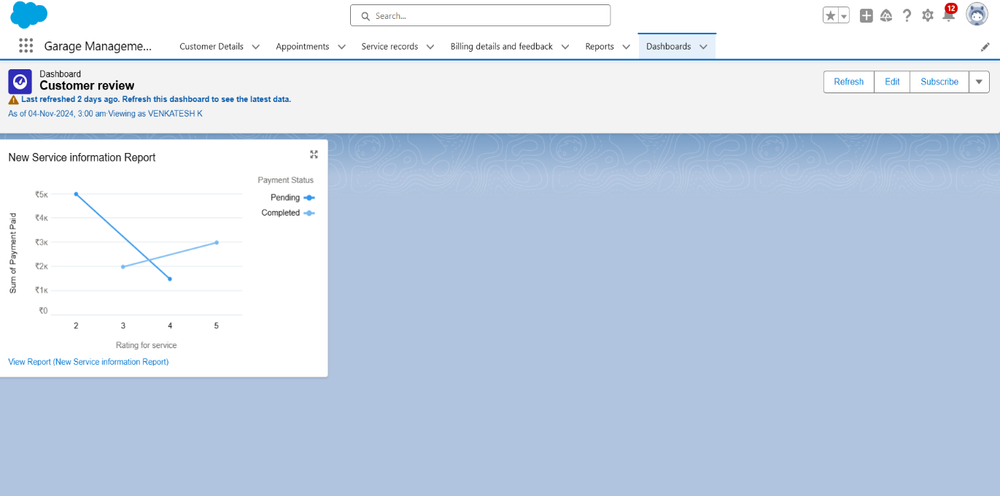 Search...
12
Garage Manageme...
Customer Details
Appointments
Service records
Billing details and feedback
Reports
Dashboards
Dashboard
Customer review
Refresh
Edit
Subscribe
Last refreshed 2 days ago. Refresh this dashboard to see the latest data.
As of 04-Nov-2024, 3:00 am·Viewing as VENKATESH K
New Service information Report
Payment Status
Pending
Completed
Sum of Payment Paid
₹5K
₹4K
₹3K
₹2K
₹1K
₹0
2 3 4 5
Rating for service
View Report (New Service information Report)